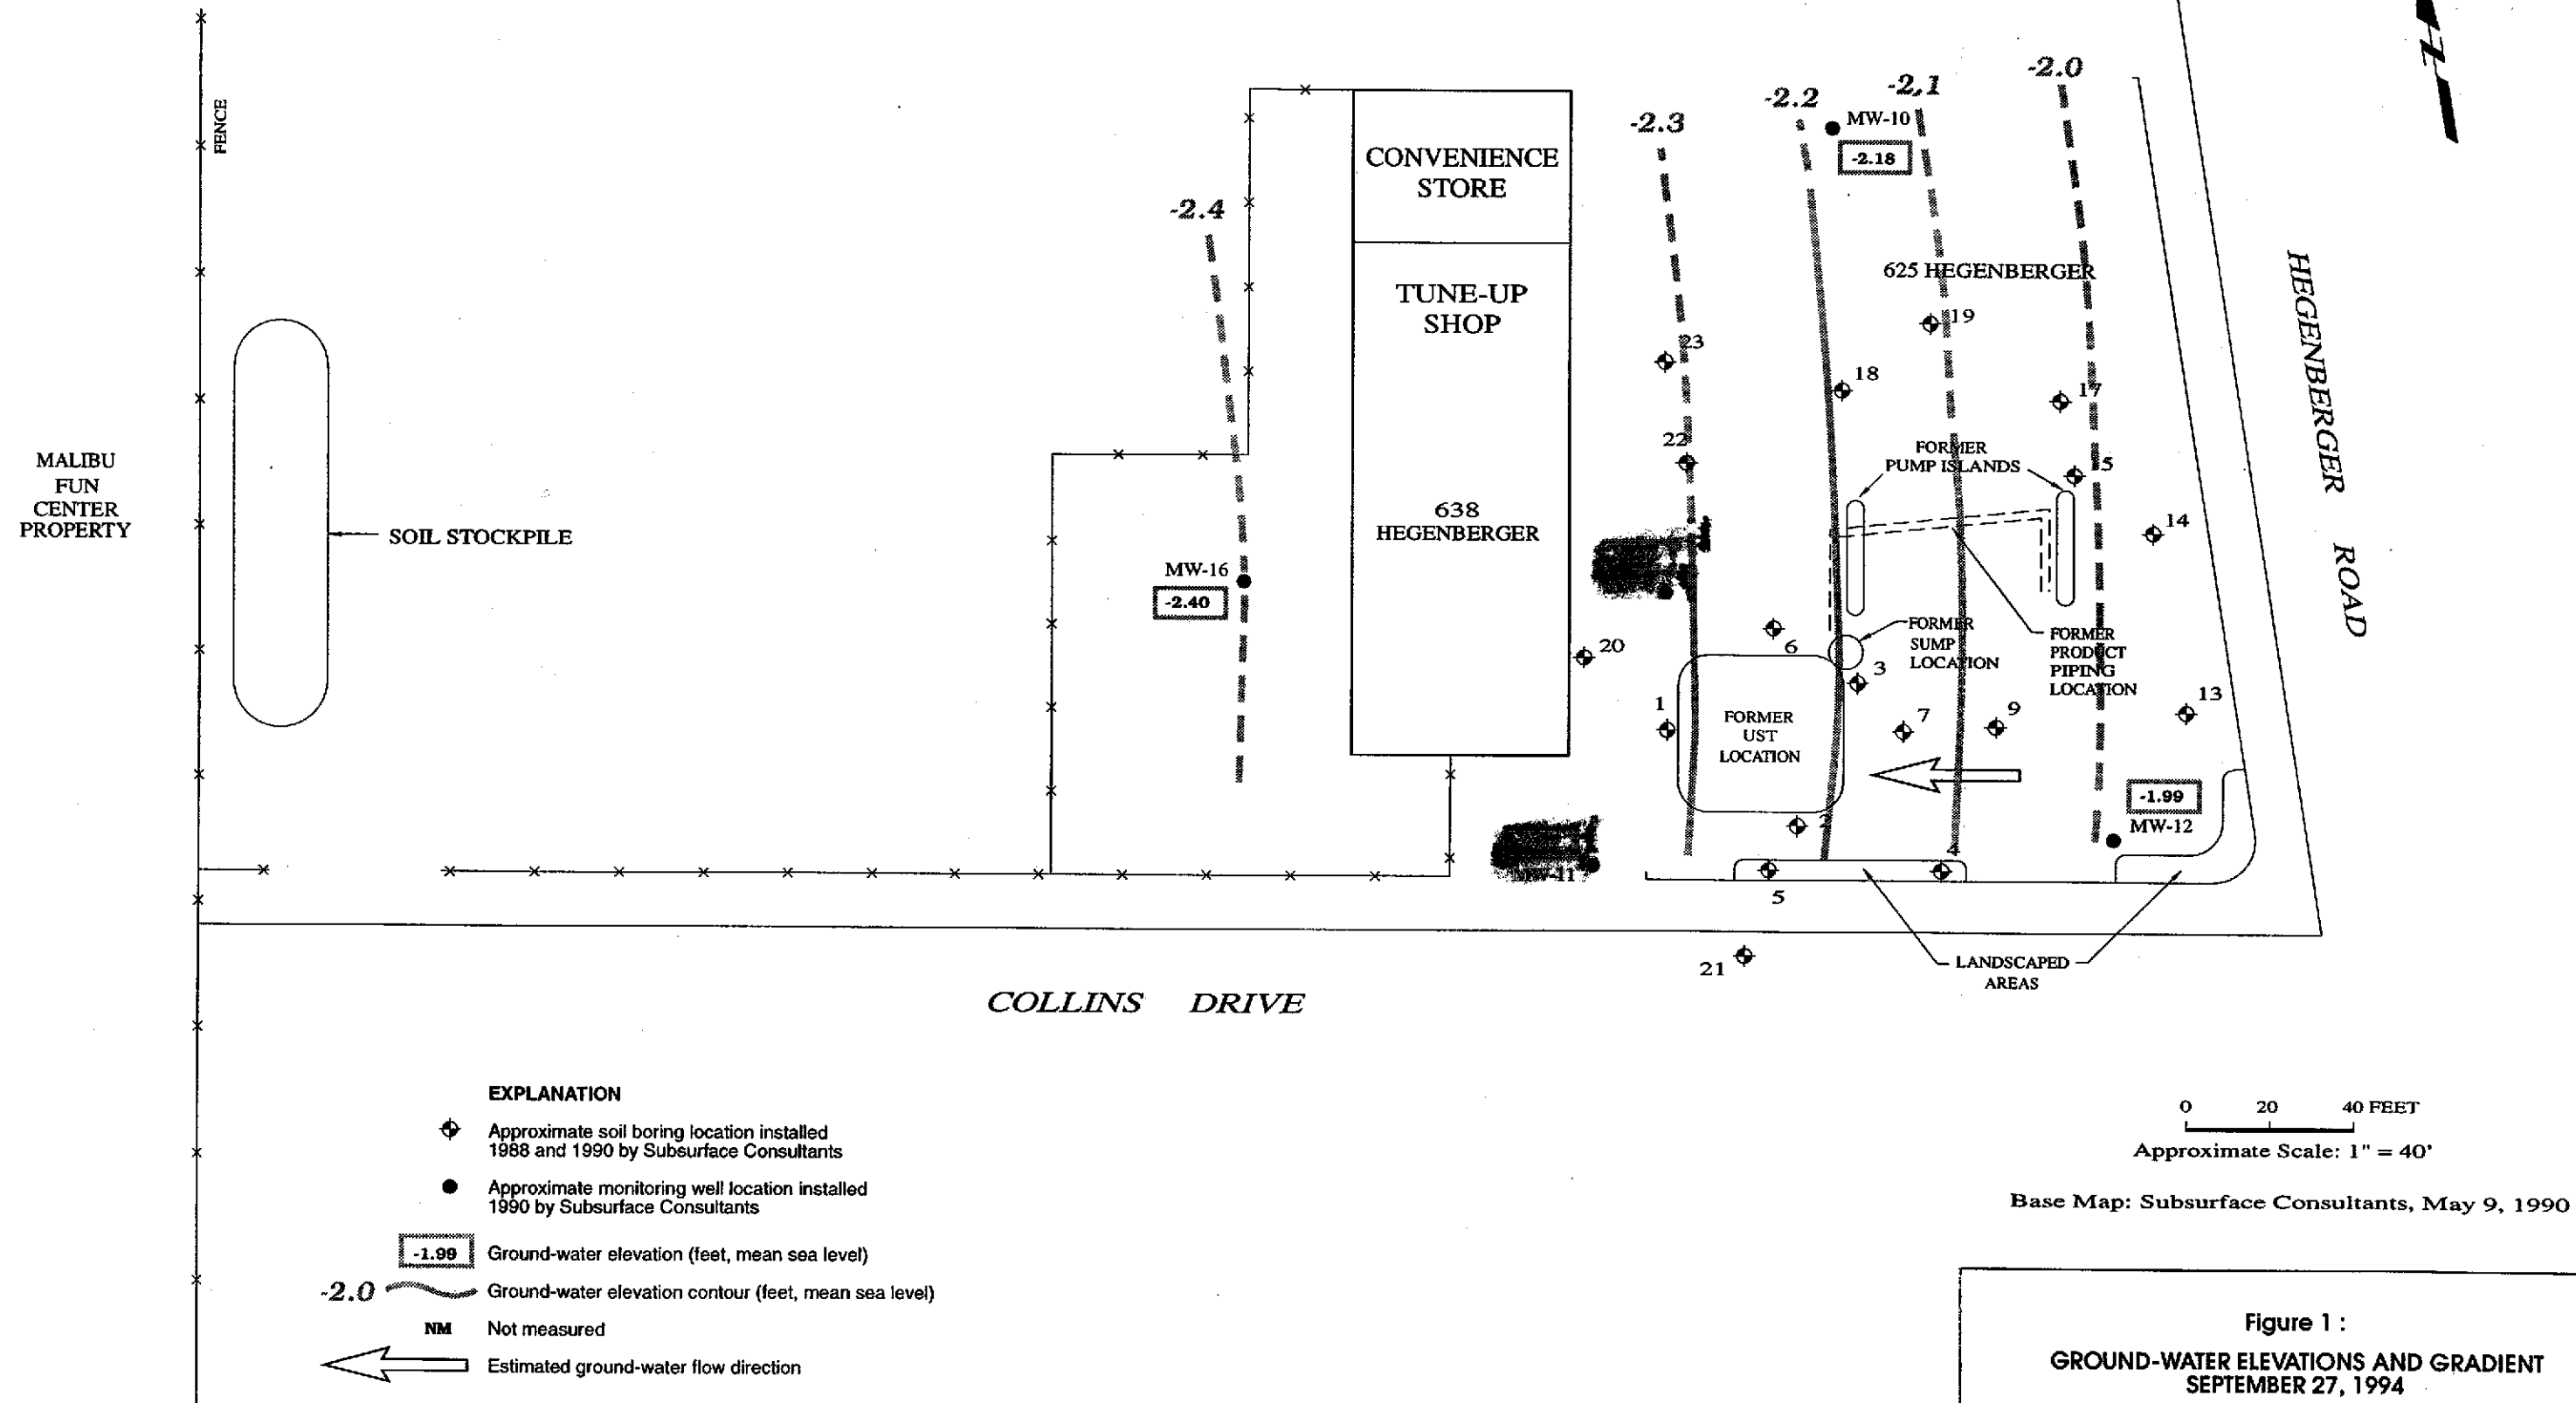 -2.0
-2.1
-2.2
MW-10
-2.3
-2.18
FENCE
CONVENIENCE
STORE
-2.4
625 HEGENBERGER
HEGENBERGER ROAD
TUNE-UP
SHOP
19
23
18
17
22
FORMER
PUMP ISLANDS
MALIBU
FUN
CENTER
PROPERTY
SOIL STOCKPILE
638
HEGENBERGER
14
MW-16
-2.40
20
6
FORMER
SUMP
LOCATION
FORMER
PRODUCT
PIPING
LOCATION
3
13
1
7
9
FORMER
UST
LOCATION
-1.99
MW-12
2
4
MW-11
5
21
LANDSCAPED
AREAS
COLLINS DRIVE
EXPLANATION
Approximate soil boring location installed
1988 and 1990 by Subsurface Consultants
Approximate monitoring well location installed
1990 by Subsurface Consultants
-1.99 Ground-water elevation (feet, mean sea level)
-2.0 Ground-water elevation contour (feet, mean sea level)
NM Not measured
Estimated ground-water flow direction
0 20 40 FEET
Approximate Scale: 1" = 40'
Base Map: Subsurface Consultants, May 9, 1990
Figure 1 :
GROUND-WATER ELEVATIONS AND GRADIENT
SEPTEMBER 27, 1994